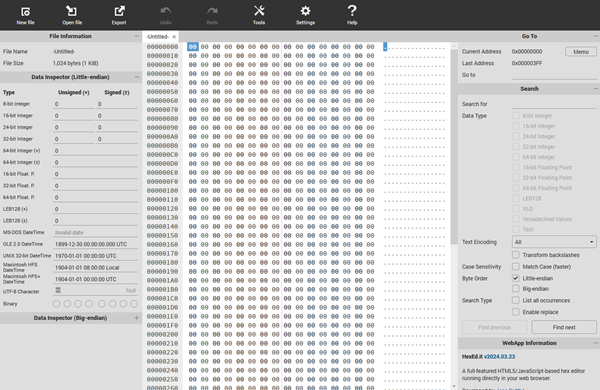 New file
Open file
Export
Undo
Redo
Tools
Settings
Help
File Information
File Name -Untitled-
File Size 1,024 bytes (1 KiB)
Data Inspector (Little-endian)
Type Unsigned (+) Signed (±)
8-bit Integer 0 0
16-bit Integer 0 0
24-bit Integer 0 0
32-bit Integer 0 0
64-bit Integer (+) 0
64-bit Integer (±) 0
16-bit Float. P. 0
32-bit Float. P. 0
64-bit Float. P. 0
LEB128 (+) 0
LEB128 (±) 0
MS-DOS DateTime Invalid date
OLE 2.0 DateTime 1899-12-30 00:00:00.000 UTC
UNIX 32-bit DateTime 1970-01-01 00:00:00 UTC
Macintosh HFS DateTime 1904-01-01 08:00:00 Local
Macintosh HFS+ DateTime 1904-01-01 00:00:00 UTC
UTF-8 Character Null
Binary
Data Inspector (Big-endian)
-Untitled- ×
00000000 00 00 00 00 00 00 00 00 00 00 00 00 00 00 00 00 ................
00000010 00 00 00 00 00 00 00 00 00 00 00 00 00 00 00 00 ................
00000020 00 00 00 00 00 00 00 00 00 00 00 00 00 00 00 00 ................
00000030 00 00 00 00 00 00 00 00 00 00 00 00 00 00 00 00 ................
00000040 00 00 00 00 00 00 00 00 00 00 00 00 00 00 00 00 ................
00000050 00 00 00 00 00 00 00 00 00 00 00 00 00 00 00 00 ................
00000060 00 00 00 00 00 00 00 00 00 00 00 00 00 00 00 00 ................
00000070 00 00 00 00 00 00 00 00 00 00 00 00 00 00 00 00 ................
00000080 00 00 00 00 00 00 00 00 00 00 00 00 00 00 00 00 ................
00000090 00 00 00 00 00 00 00 00 00 00 00 00 00 00 00 00 ................
000000A0 00 00 00 00 00 00 00 00 00 00 00 00 00 00 00 00 ................
000000B0 00 00 00 00 00 00 00 00 00 00 00 00 00 00 00 00 ................
000000C0 00 00 00 00 00 00 00 00 00 00 00 00 00 00 00 00 ................
000000D0 00 00 00 00 00 00 00 00 00 00 00 00 00 00 00 00 ................
000000E0 00 00 00 00 00 00 00 00 00 00 00 00 00 00 00 00 ................
000000F0 00 00 00 00 00 00 00 00 00 00 00 00 00 00 00 00 ................
00000100 00 00 00 00 00 00 00 00 00 00 00 00 00 00 00 00 ................
00000110 00 00 00 00 00 00 00 00 00 00 00 00 00 00 00 00 ................
00000120 00 00 00 00 00 00 00 00 00 00 00 00 00 00 00 00 ................
00000130 00 00 00 00 00 00 00 00 00 00 00 00 00 00 00 00 ................
00000140 00 00 00 00 00 00 00 00 00 00 00 00 00 00 00 00 ................
00000150 00 00 00 00 00 00 00 00 00 00 00 00 00 00 00 00 ................
00000160 00 00 00 00 00 00 00 00 00 00 00 00 00 00 00 00 ................
00000170 00 00 00 00 00 00 00 00 00 00 00 00 00 00 00 00 ................
00000180 00 00 00 00 00 00 00 00 00 00 00 00 00 00 00 00 ................
00000190 00 00 00 00 00 00 00 00 00 00 00 00 00 00 00 00 ................
000001A0 00 00 00 00 00 00 00 00 00 00 00 00 00 00 00 00 ................
000001B0 00 00 00 00 00 00 00 00 00 00 00 00 00 00 00 00 ................
000001C0 00 00 00 00 00 00 00 00 00 00 00 00 00 00 00 00 ................
000001D0 00 00 00 00 00 00 00 00 00 00 00 00 00 00 00 00 ................
000001E0 00 00 00 00 00 00 00 00 00 00 00 00 00 00 00 00 ................
000001F0 00 00 00 00 00 00 00 00 00 00 00 00 00 00 00 00 ................
00000200 00 00 00 00 00 00 00 00 00 00 00 00 00 00 00 00 ................
00000210 00 00 00 00 00 00 00 00 00 00 00 00 00 00 00 00 ................
00000220 00 00 00 00 00 00 00 00 00 00 00 00 00 00 00 00 ................
00000230 00 00 00 00 00 00 00 00 00 00 00 00 00 00 00 00 ................
00000240 00 00 00 00 00 00 00 00 00 00 00 00 00 00 00 00 ................
00000250 00 00 00 00 00 00 00 00 00 00 00 00 00 00 00 00 ................
00000260 00 00 00 00 00 00 00 00 00 00 00 00 00 00 00 00 ................
Go To
Current Address 0x00000000 Memo
Last Address 0x000003FF
Go to
Search
Search for
Data Type 8-bit Integer
16-bit Integer
24-bit Integer
32-bit Integer
64-bit Integer
16-bit Floating Point
32-bit Floating Point
64-bit Floating Point
LEB128
VLQ
Hexadecimal Values
Text
Text Encoding All
Transform backslashes
Case Sensitivity Match Case (faster)
Byte Order Little-endian
Big-endian
Search Type List all occurrences
Enable replace
Find previous Find next
WebApp Information
HexEd.it v2024.03.23
A full-featured HTML5/JavaScript-based hex editor
running directly in your web browser.